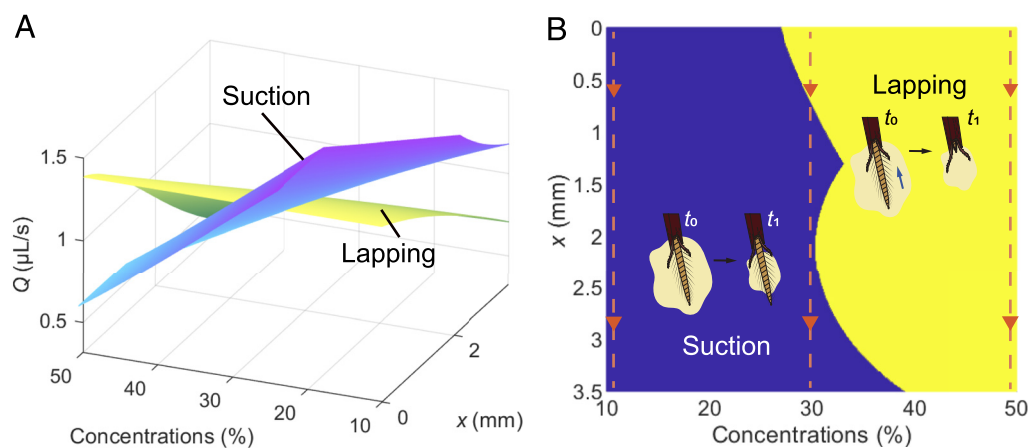 A
Suction
Lapping
Q (µL/s)
1.5
1
0.5
50
40
30
20
10
0
2
x (mm)
Concentrations (%)
B
0
0.5
1
1.5
2
2.5
3
3.5
x (mm)
Lapping
t0
t1
t0
t1
Suction
10
20
30
40
50
Concentrations (%)